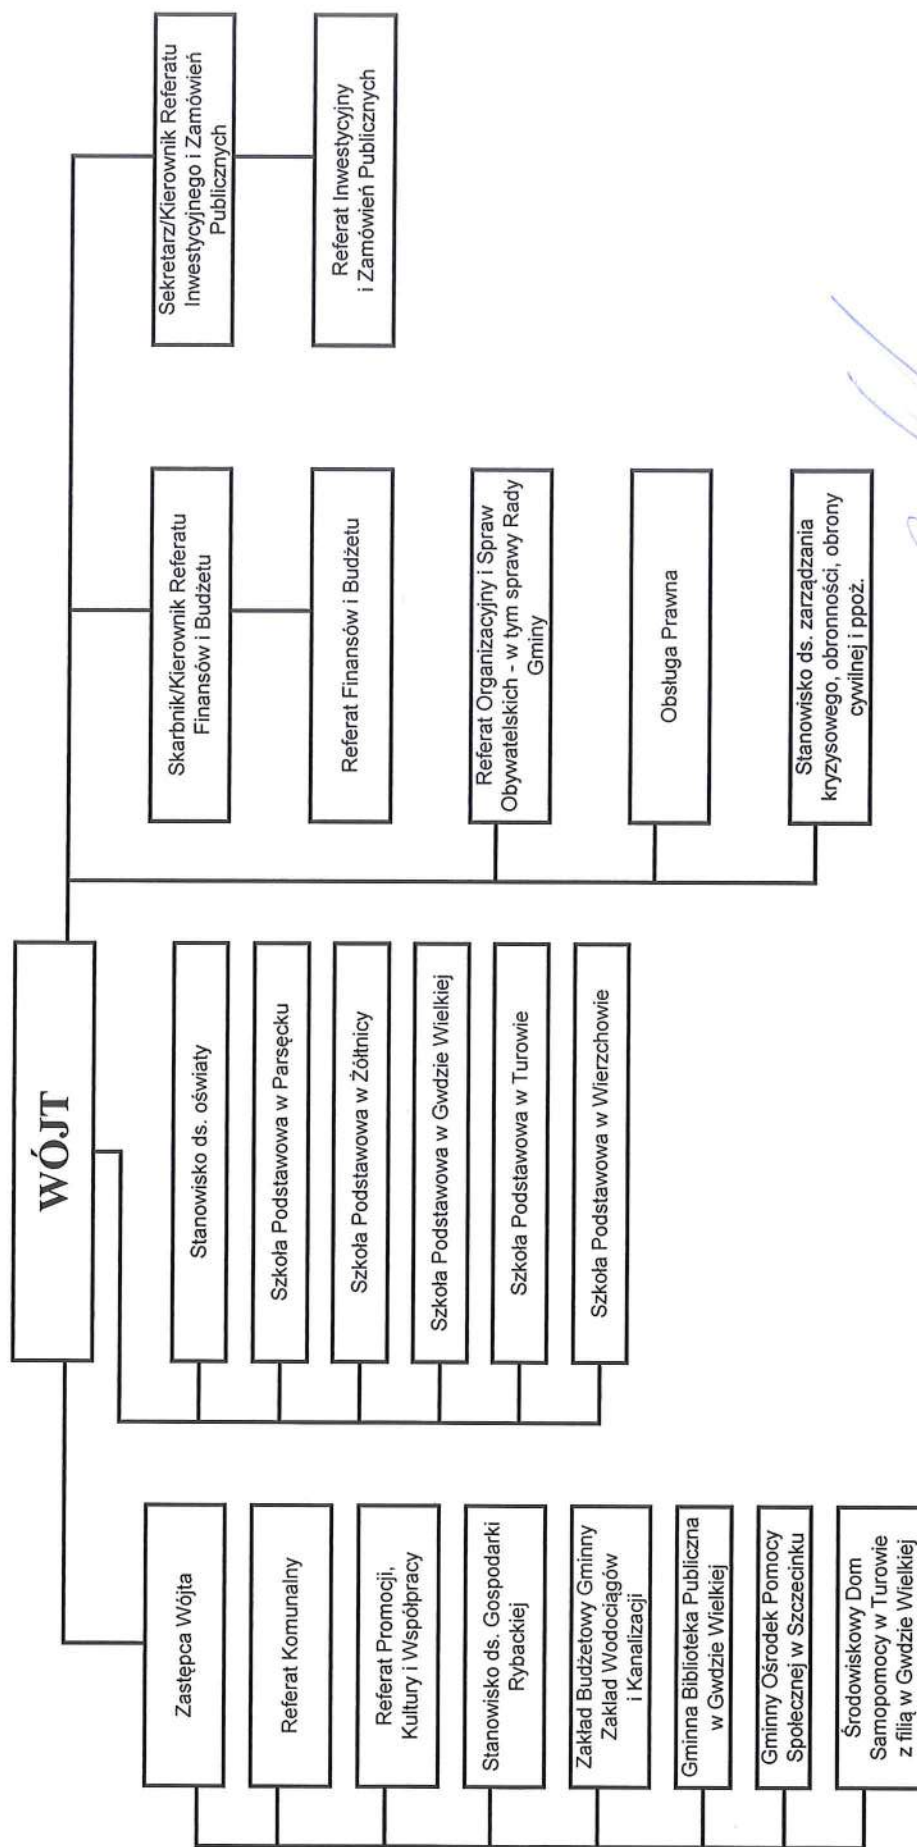 WÓJT
Zastępca Wójta
Referat Komunalny
Referat Promocji,
Kultury i Współpracy
Stanowisko ds. Gospodarki
Rybackiej
Zakład Budżetowy Gminny
Zaklad Wodociągów
i Kanalizacji
Gminna Biblioteka Publiczna
w Gwdzie Wielkiej
Gminny Ośrodek Pomocy
Społecznej w Szczecinku
Środowiskowy Dom
Samopomocy w Turowie
z filią w Gwdzie Wielkiej
Stanowisko ds. oświaty
Szkoła Podstawowa w Parsęcku
Szkoła Podstawowa w Żółtnicy
Szkoła Podstawowa w Gwdzie Wielkiej
Szkoła Podstawowa w Turowie
Szkoła Podstawowa w Wierzchowie
Skarbnik/Kierownik Referatu
Finansów i Budżetu
Referat Finansów i Budżetu
Referat Organizacyjny i Spraw
Obywatelskich - w tym sprawy Rady
Gminy
Obsługa Prawna
Stanowisko ds. zarządzania
kryzysowego, obronności, obrony
cywilnej i ppoż.
Sekretarz/Kierownik Referatu
Inwestycyjnego i Zamówień
Publicznych
Referat Inwestycyjny
i Zamówień Publicznych